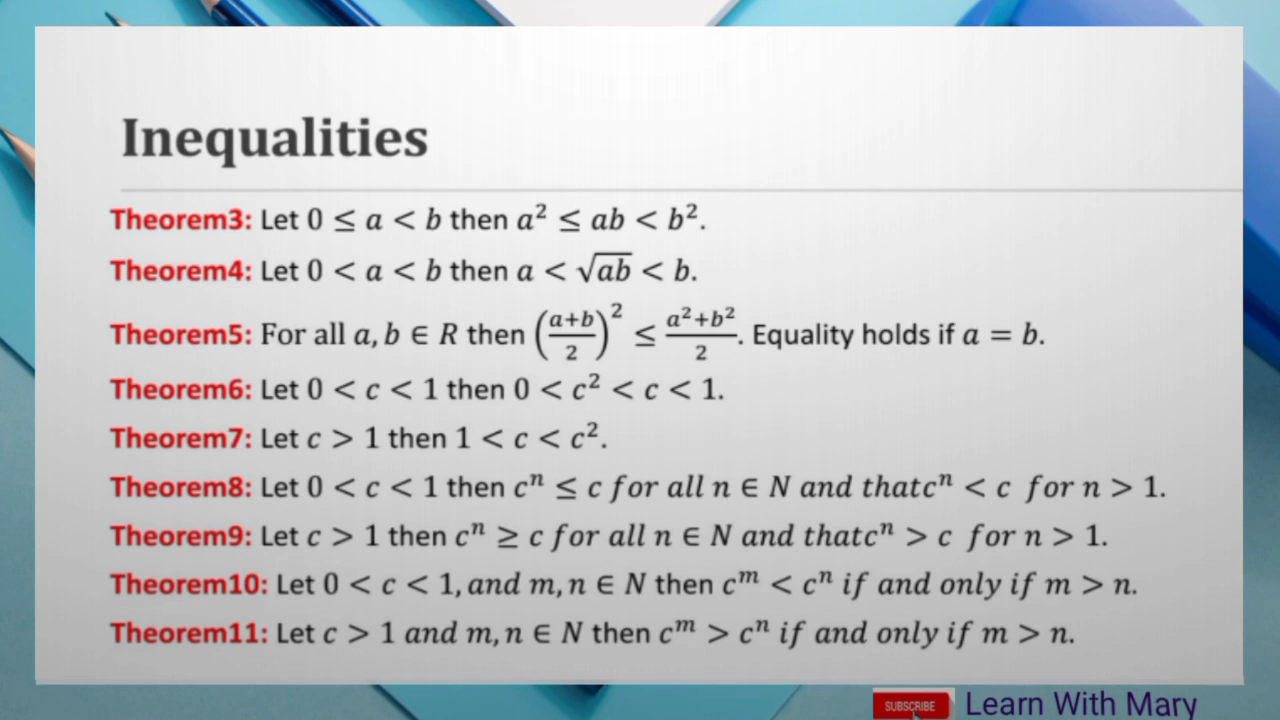 Inequalities
Theorem3: Let 0 ≤ a < b then a² ≤ ab < b².
Theorem4: Let 0 < a < b then a < √ab < b.
Theorem5: For all a, b ∈ R then ((a+b)/2)² ≤ (a²+b²)/2. Equality holds if a = b.
Theorem6: Let 0 < c < 1 then 0 < c² < c < 1.
Theorem7: Let c > 1 then 1 < c < c².
Theorem8: Let 0 < c < 1 then cⁿ ≤ c for all n ∈ N and thatcⁿ < c for n > 1.
Theorem9: Let c > 1 then cⁿ ≥ c for all n ∈ N and thatcⁿ > c for n > 1.
Theorem10: Let 0 < c < 1, and m, n ∈ N then cᵐ < cⁿ if and only if m > n.
Theorem11: Let c > 1 and m, n ∈ N then cᵐ > cⁿ if and only if m > n.
SUBSCRIBE Learn With Mary